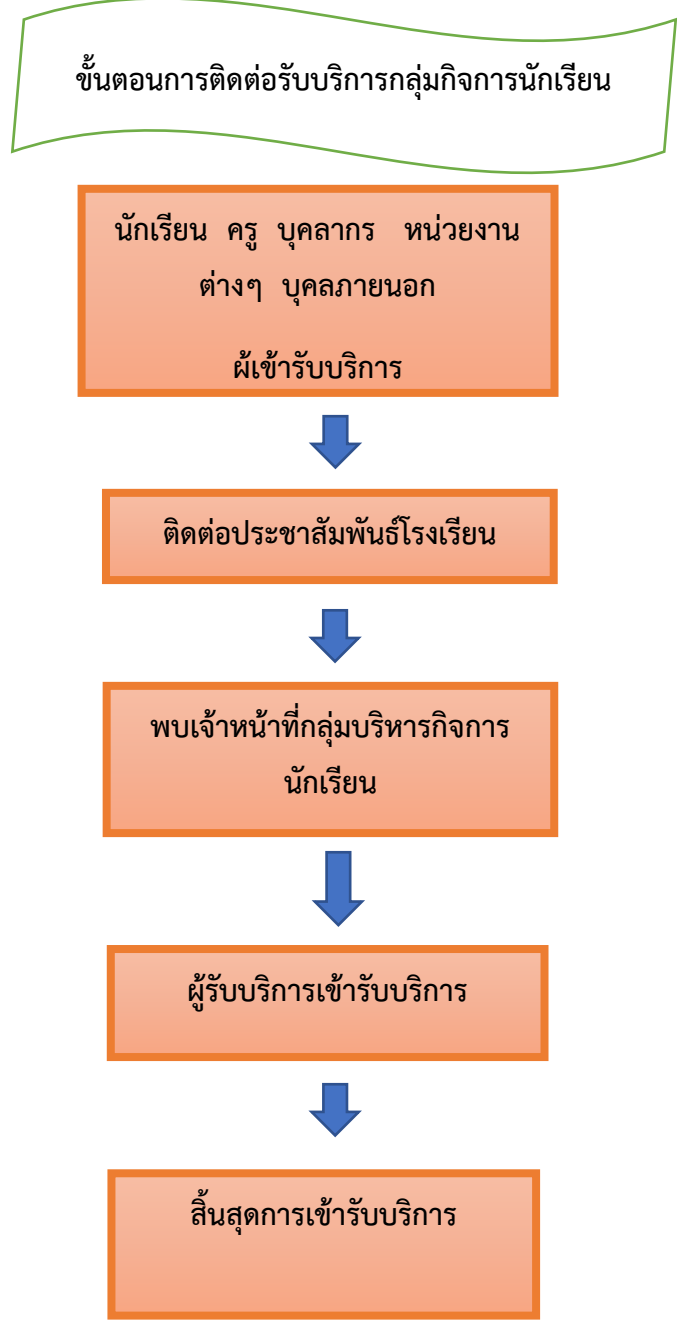 ขั้นตอนการติดต่อรับบริการกลุ่มกิจการนักเรียน
นักเรียน ครู บุคลากร หน่วยงาน
ต่างๆ บุคลภายนอก
ผ้เข้ารับบริการ
ติดต่อประชาสัมพันธ์โรงเรียน
พบเจ้าหน้าที่กลุ่มบริหารกิจการ
นักเรียน
ผู้รับบริการเข้ารับบริการ
สิ้นสุดการเข้ารับบริการ